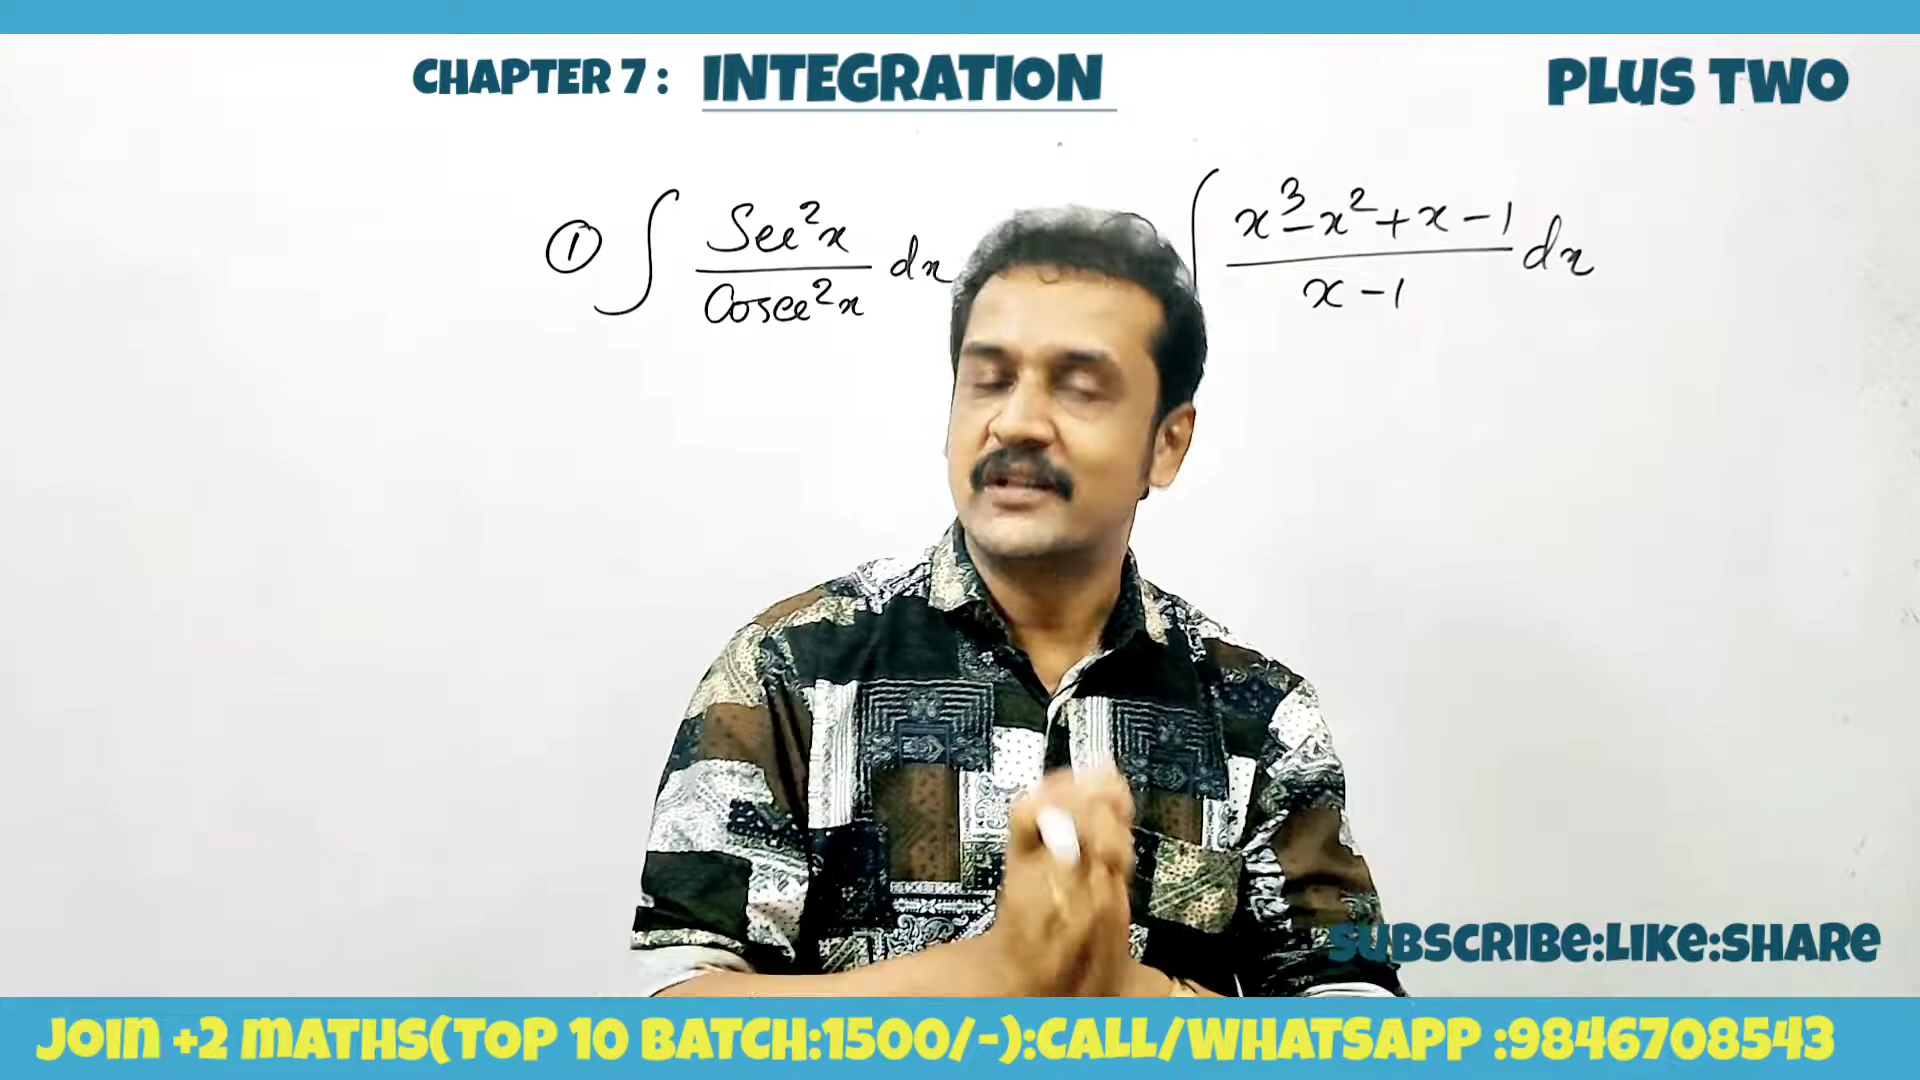 CHAPTER 7 : INTEGRATION
PLUS TWO
① ∫ Sec²x / Cosec²x dx
∫ x³-x²+x-1 / x-1 dx
SUBSCRIBE:LIKE:SHARE
JOIN +2 MATHS(TOP 10 BATCH:1500/-):CALL/WHATSAPP :9846708543